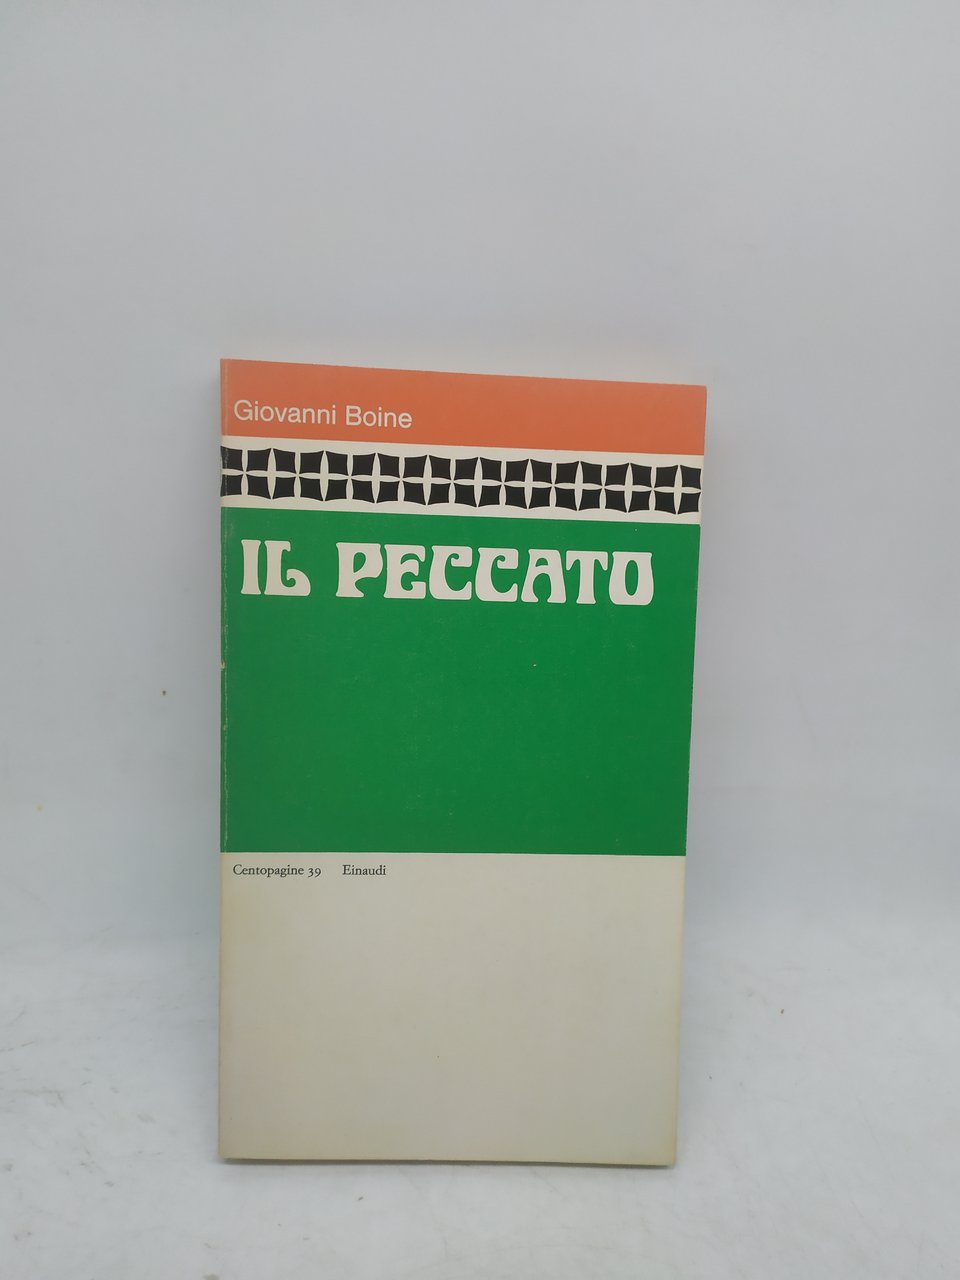 Giovanni Boine
IL PECCATO
Centopagine 39 Einaudi